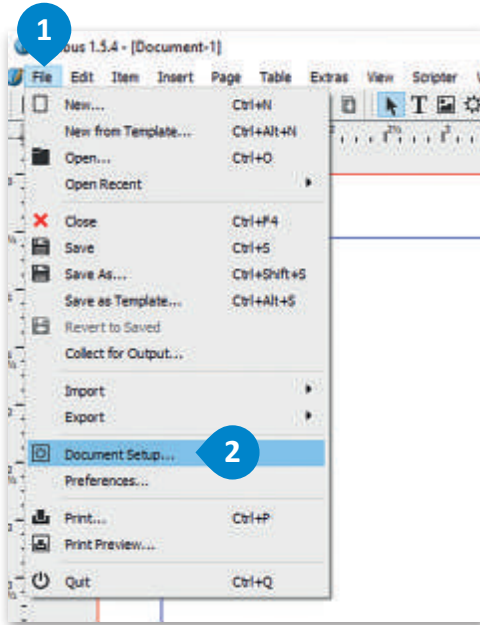 1
bus 1.5.4 - [Document-1]
File Edit Item Insert Page Table Extras View Scripter
New... Ctrl+N
New from Template... Ctrl+Alt+N
Open... Ctrl+O
Open Recent
Close Ctrl+F4
Save Ctrl+S
Save As... Ctrl+Shift+S
Save as Template... Ctrl+Alt+S
Revert to Saved
Collect for Output...
Import
Export
Document Setup... 2
Preferences...
Print... Ctrl+P
Print Preview...
Quit Ctrl+Q